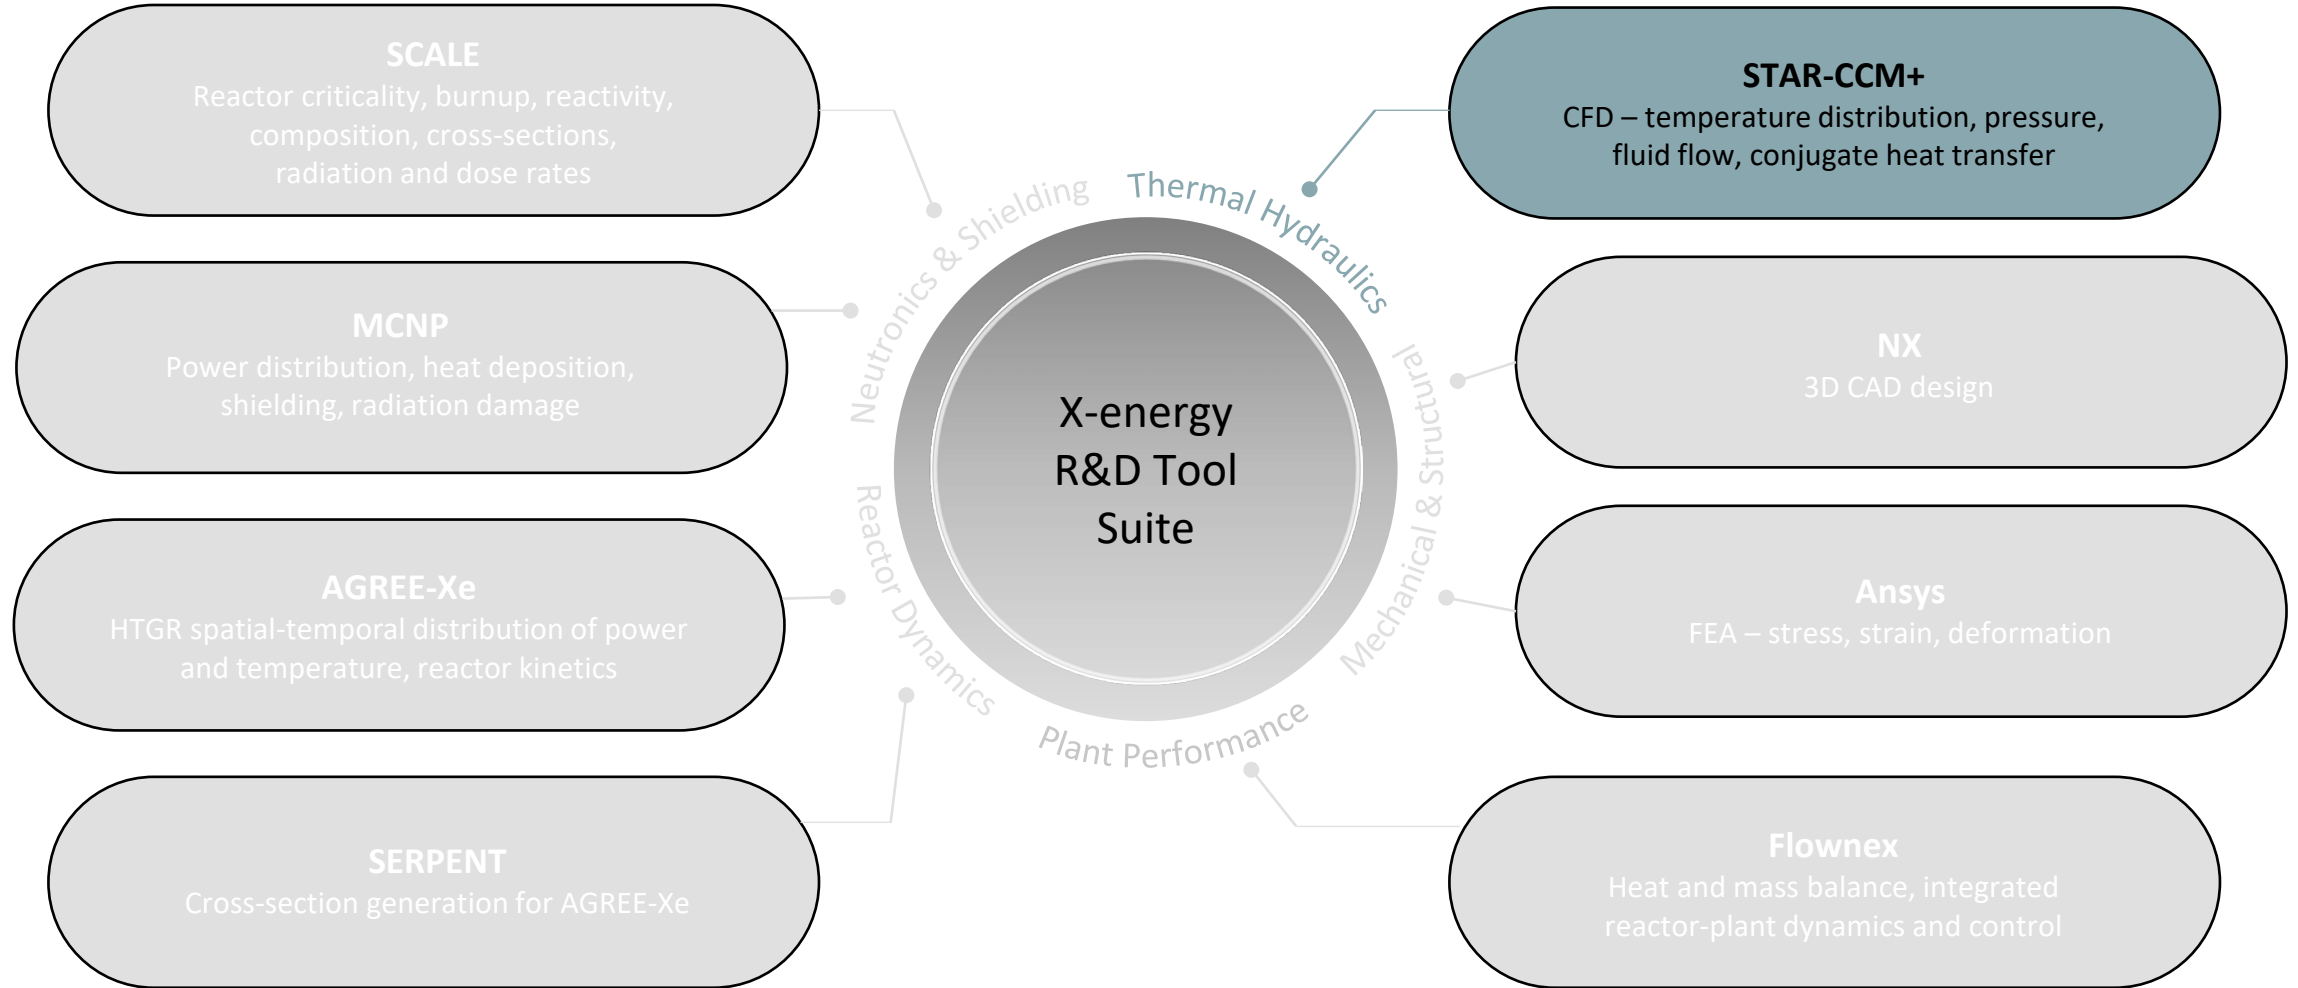 SCALE
Reactor criticality, burnup, reactivity,
composition, cross-sections,
radiation and dose rates
MCNP
Power distribution, heat deposition,
shielding, radiation damage
AGREE-Xe
HTGR spatial-temporal distribution of power
and temperature, reactor kinetics
SERPENT
Cross-section generation for AGREE-Xe
Neutronics & Shielding
Thermal Hydraulics
Mechanical & Structural
Reactor Dynamics
Plant Performance
X-energy
R&D Tool
Suite
STAR-CCM+
CFD – temperature distribution, pressure,
fluid flow, conjugate heat transfer
NX
3D CAD design
Ansys
FEA – stress, strain, deformation
Flownex
Heat and mass balance, integrated
reactor-plant dynamics and control